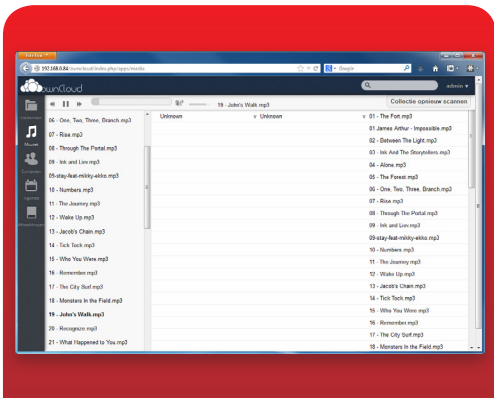 Firefox
192.168.0.84/owncloud/index.php/apps/media
Google
ownCloud
admin
19 - John's Walk.mp3
Collectie opnieuw scannen
Bestanden
Muziek
Contacten
Agenda
06 - One, Two, Three, Branch.mp3
07 - Rise.mp3
08 - Through The Portal.mp3
09 - Ink and Liev.mp3
09-stay-feat-mikky-ekko.mp3
10 - Numbers.mp3
11 - The Journey.mp3
12 - Wake Up.mp3
13 - Jacob's Chain.mp3
14 - Tick Tock.mp3
15 - Who You Were.mp3
16 - Remember.mp3
17 - The City Surf.mp3
18 - Monsters In the Field.mp3
19 - John's Walk.mp3
20 - Recognize.mp3
21 - What Happened to You.mp3
Unknown
Unknown
01 - The Fort.mp3
01 James Arthur - Impossible.mp3
02 - Between The Light.mp3
03 - Ink And The Storytellers.mp3
04 - Alone.mp3
05 - The Forest.mp3
06 - One, Two, Three, Branch.mp3
07 - Rise.mp3
08 - Through The Portal.mp3
09 - Ink and Liev.mp3
09-stay-feat-mikky-ekko.mp3
10 - Numbers.mp3
11 - The Journey.mp3
12 - Wake Up.mp3
13 - Jacob's Chain.mp3
14 - Tick Tock.mp3
15 - Who You Were.mp3
16 - Remember.mp3
17 - The City Surf.mp3
18 - Monsters In the Field.mp3